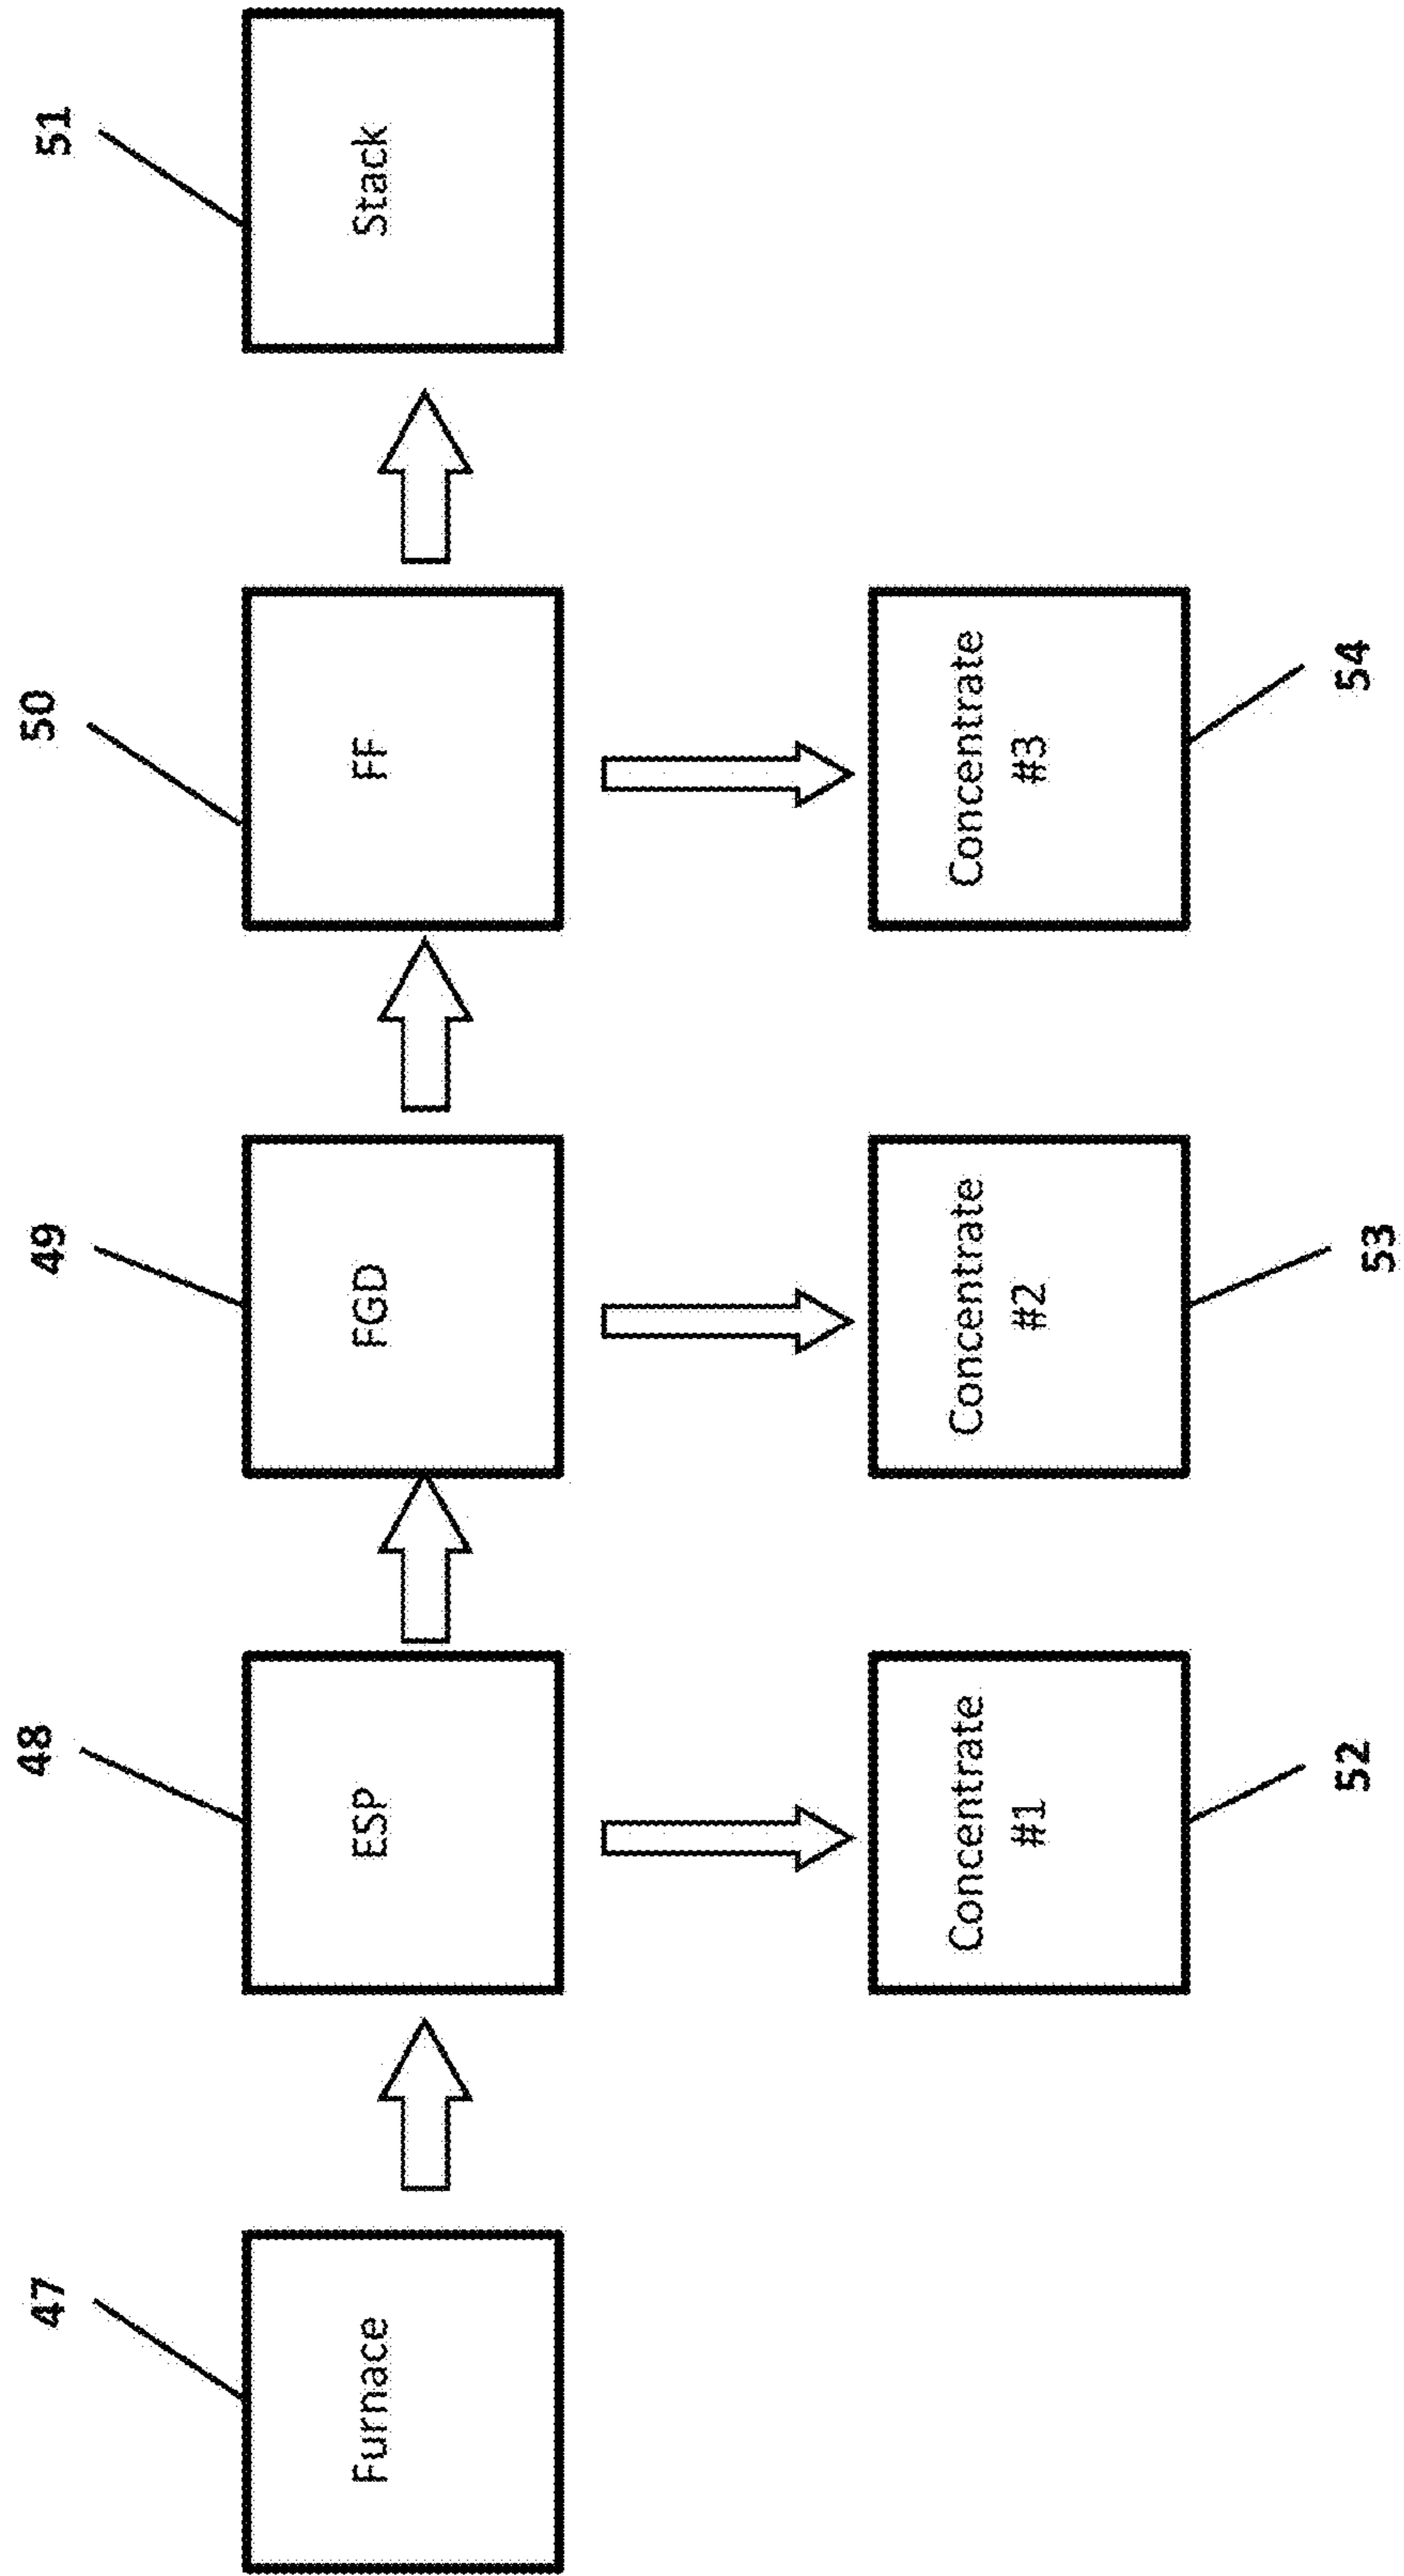 47
48
49
50
51
Furnace
ESP
FGD
FF
Stack
Concentrate
#1
Concentrate
#2
Concentrate
#3
52
53
54